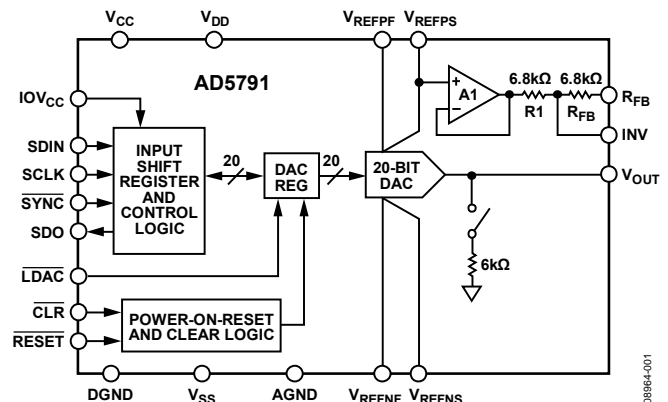 VCC
VDD
VREFPF
VREFPS
AD5791
IOVCC
SDIN
SCLK
SYNC
SDO
LDAC
CLR
RESET
INPUT
SHIFT
REGISTER
AND
CONTROL
LOGIC
20
DAC
REG
20
20-BIT
DAC
A1
6.8kΩ
R1
6.8kΩ
RFB
RFB
INV
VOUT
6kΩ
POWER-ON-RESET
AND CLEAR LOGIC
DGND
VSS
AGND
VREFNF
VREFNS
08964-001